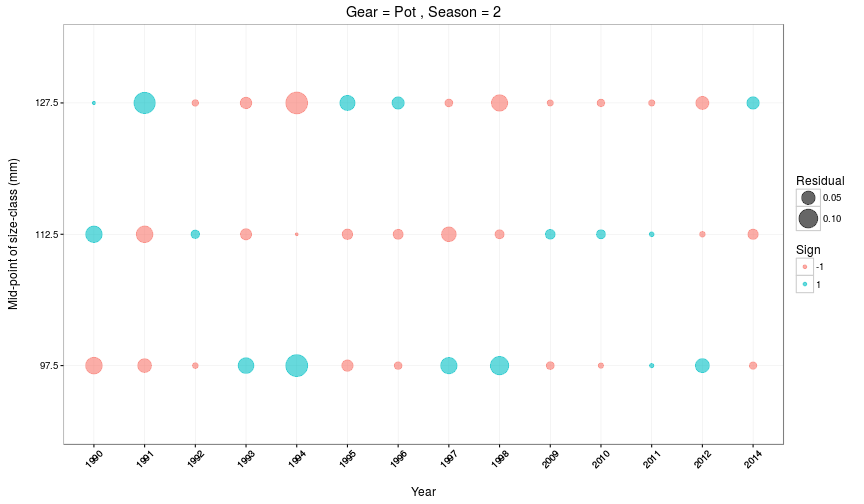 Gear = Pot , Season = 2
Mid-point of size-class (mm)
127.5
112.5
97.5
1990 1991 1992 1993 1994 1995 1996 1997 1998 2009 2010 2011 2012 2014
Year
Residual
0.05
0.10
Sign
-1
1